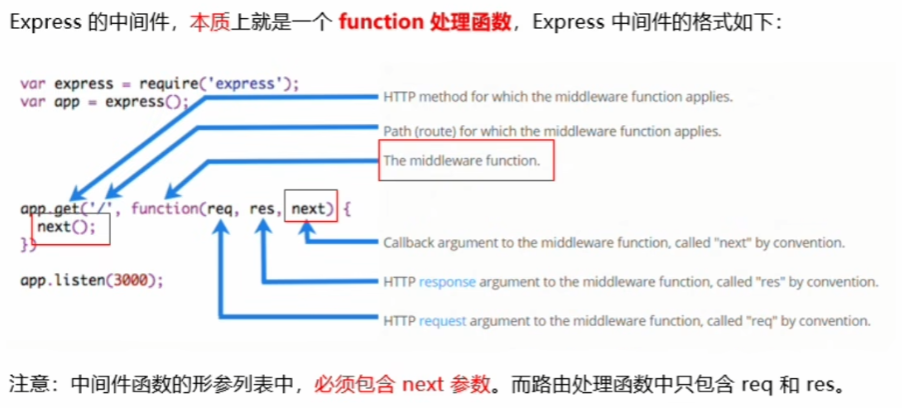 Express 的中间件，本质上就是一个 function 处理函数，Express 中间件的格式如下：
var express = require('express');
var app = express();
HTTP method for which the middleware function applies.
Path (route) for which the middleware function applies.
The middleware function.
app.get('/', function(req, res, next) {
next();
})
Callback argument to the middleware function, called "next" by convention.
app.listen(3000);
HTTP response argument to the middleware function, called "res" by convention.
HTTP request argument to the middleware function, called "req" by convention.
注意：中间件函数的形参列表中，必须包含 next 参数。而路由处理函数中只包含 req 和 res。